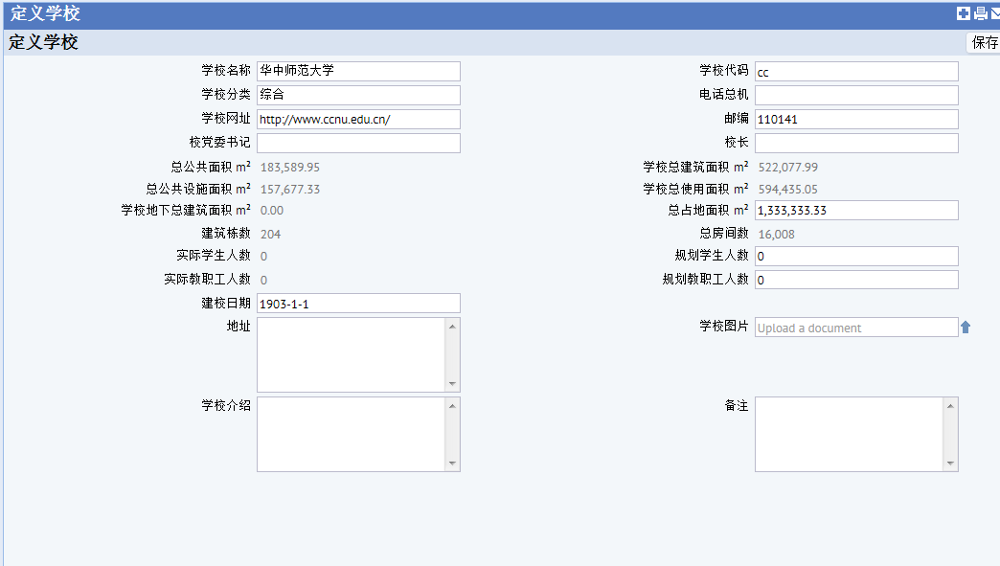 定义学校
定义学校 保存
学校名称 华中师范大学 学校代码 cc
学校分类 综合 电话总机
学校网址 http://www.ccnu.edu.cn/ 邮编 110141
校党委书记 校长
总公共面积 m² 183,589.95 学校总建筑面积 m² 522,077.99
总公共设施面积 m² 157,677.33 学校总使用面积 m² 594,435.05
学校地下总建筑面积 m² 0.00 总占地面积 m² 1,333,333.33
建筑栋数 204 总房间数 16,008
实际学生人数 0 规划学生人数 0
实际教职工人数 0 规划教职工人数 0
建校日期 1903-1-1
地址 学校图片 Upload a document
学校介绍 备注